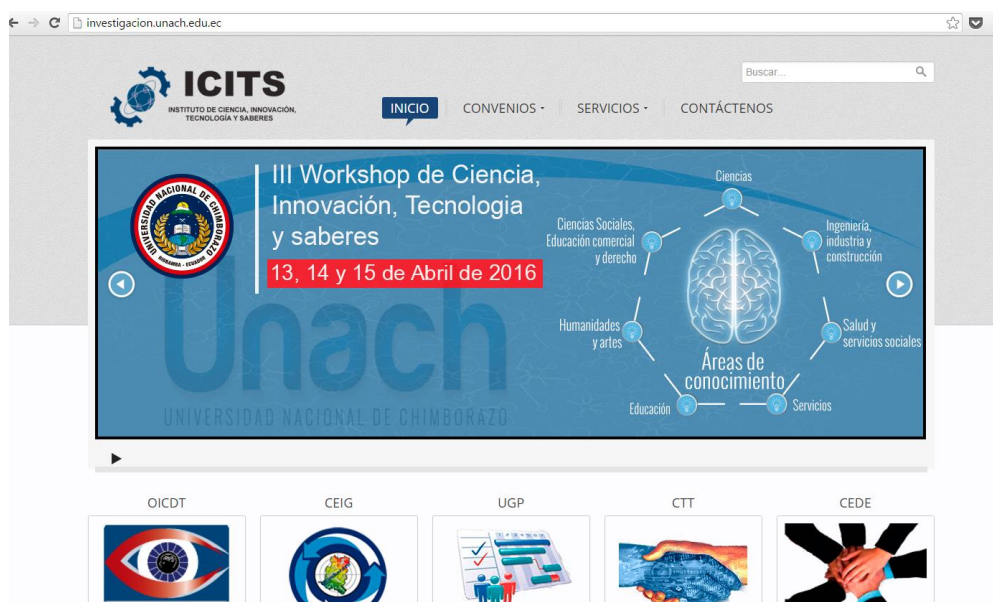 investigacion.unach.edu.ec
ICITS
INSTITUTO DE CIENCIA, INNOVACIÓN,
TECNOLOGÍA Y SABERES
Buscar...
INICIO
CONVENIOS
SERVICIOS
CONTÁCTENOS
UNIVERSIDAD NACIONAL DE CHIMBORAZO
RIOBAMBA - ECUADOR
III Workshop de Ciencia,
Innovación, Tecnologia
y saberes
13, 14 y 15 de Abril de 2016
Unach
UNIVERSIDAD NACIONAL DE CHIMBORAZO
Ciencias
Ciencias Sociales,
Educación comercial
y derecho
Ingeniería,
industria y
construcción
Humanidades
y artes
Salud y
servicios sociales
Áreas de
conocimiento
Educación
Servicios
OICDT
CEIG
UGP
CTT
CEDE